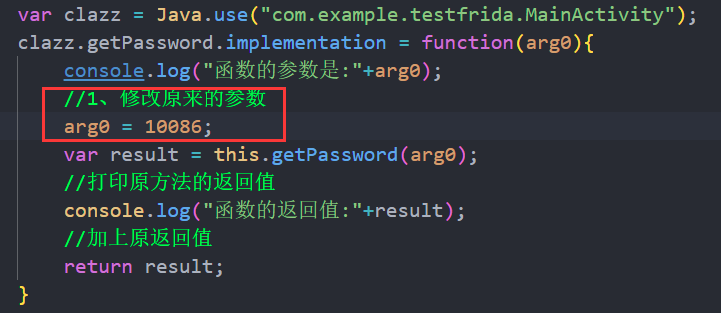 var clazz = Java.use("com.example.testfrida.MainActivity");
clazz.getPassword.implementation = function(arg0){
    console.log("函数的参数是:"+arg0);
    //1、修改原来的参数
    arg0 = 10086;
    var result = this.getPassword(arg0);
    //打印原方法的返回值
    console.log("函数的返回值:"+result);
    //加上原返回值
    return result;
}